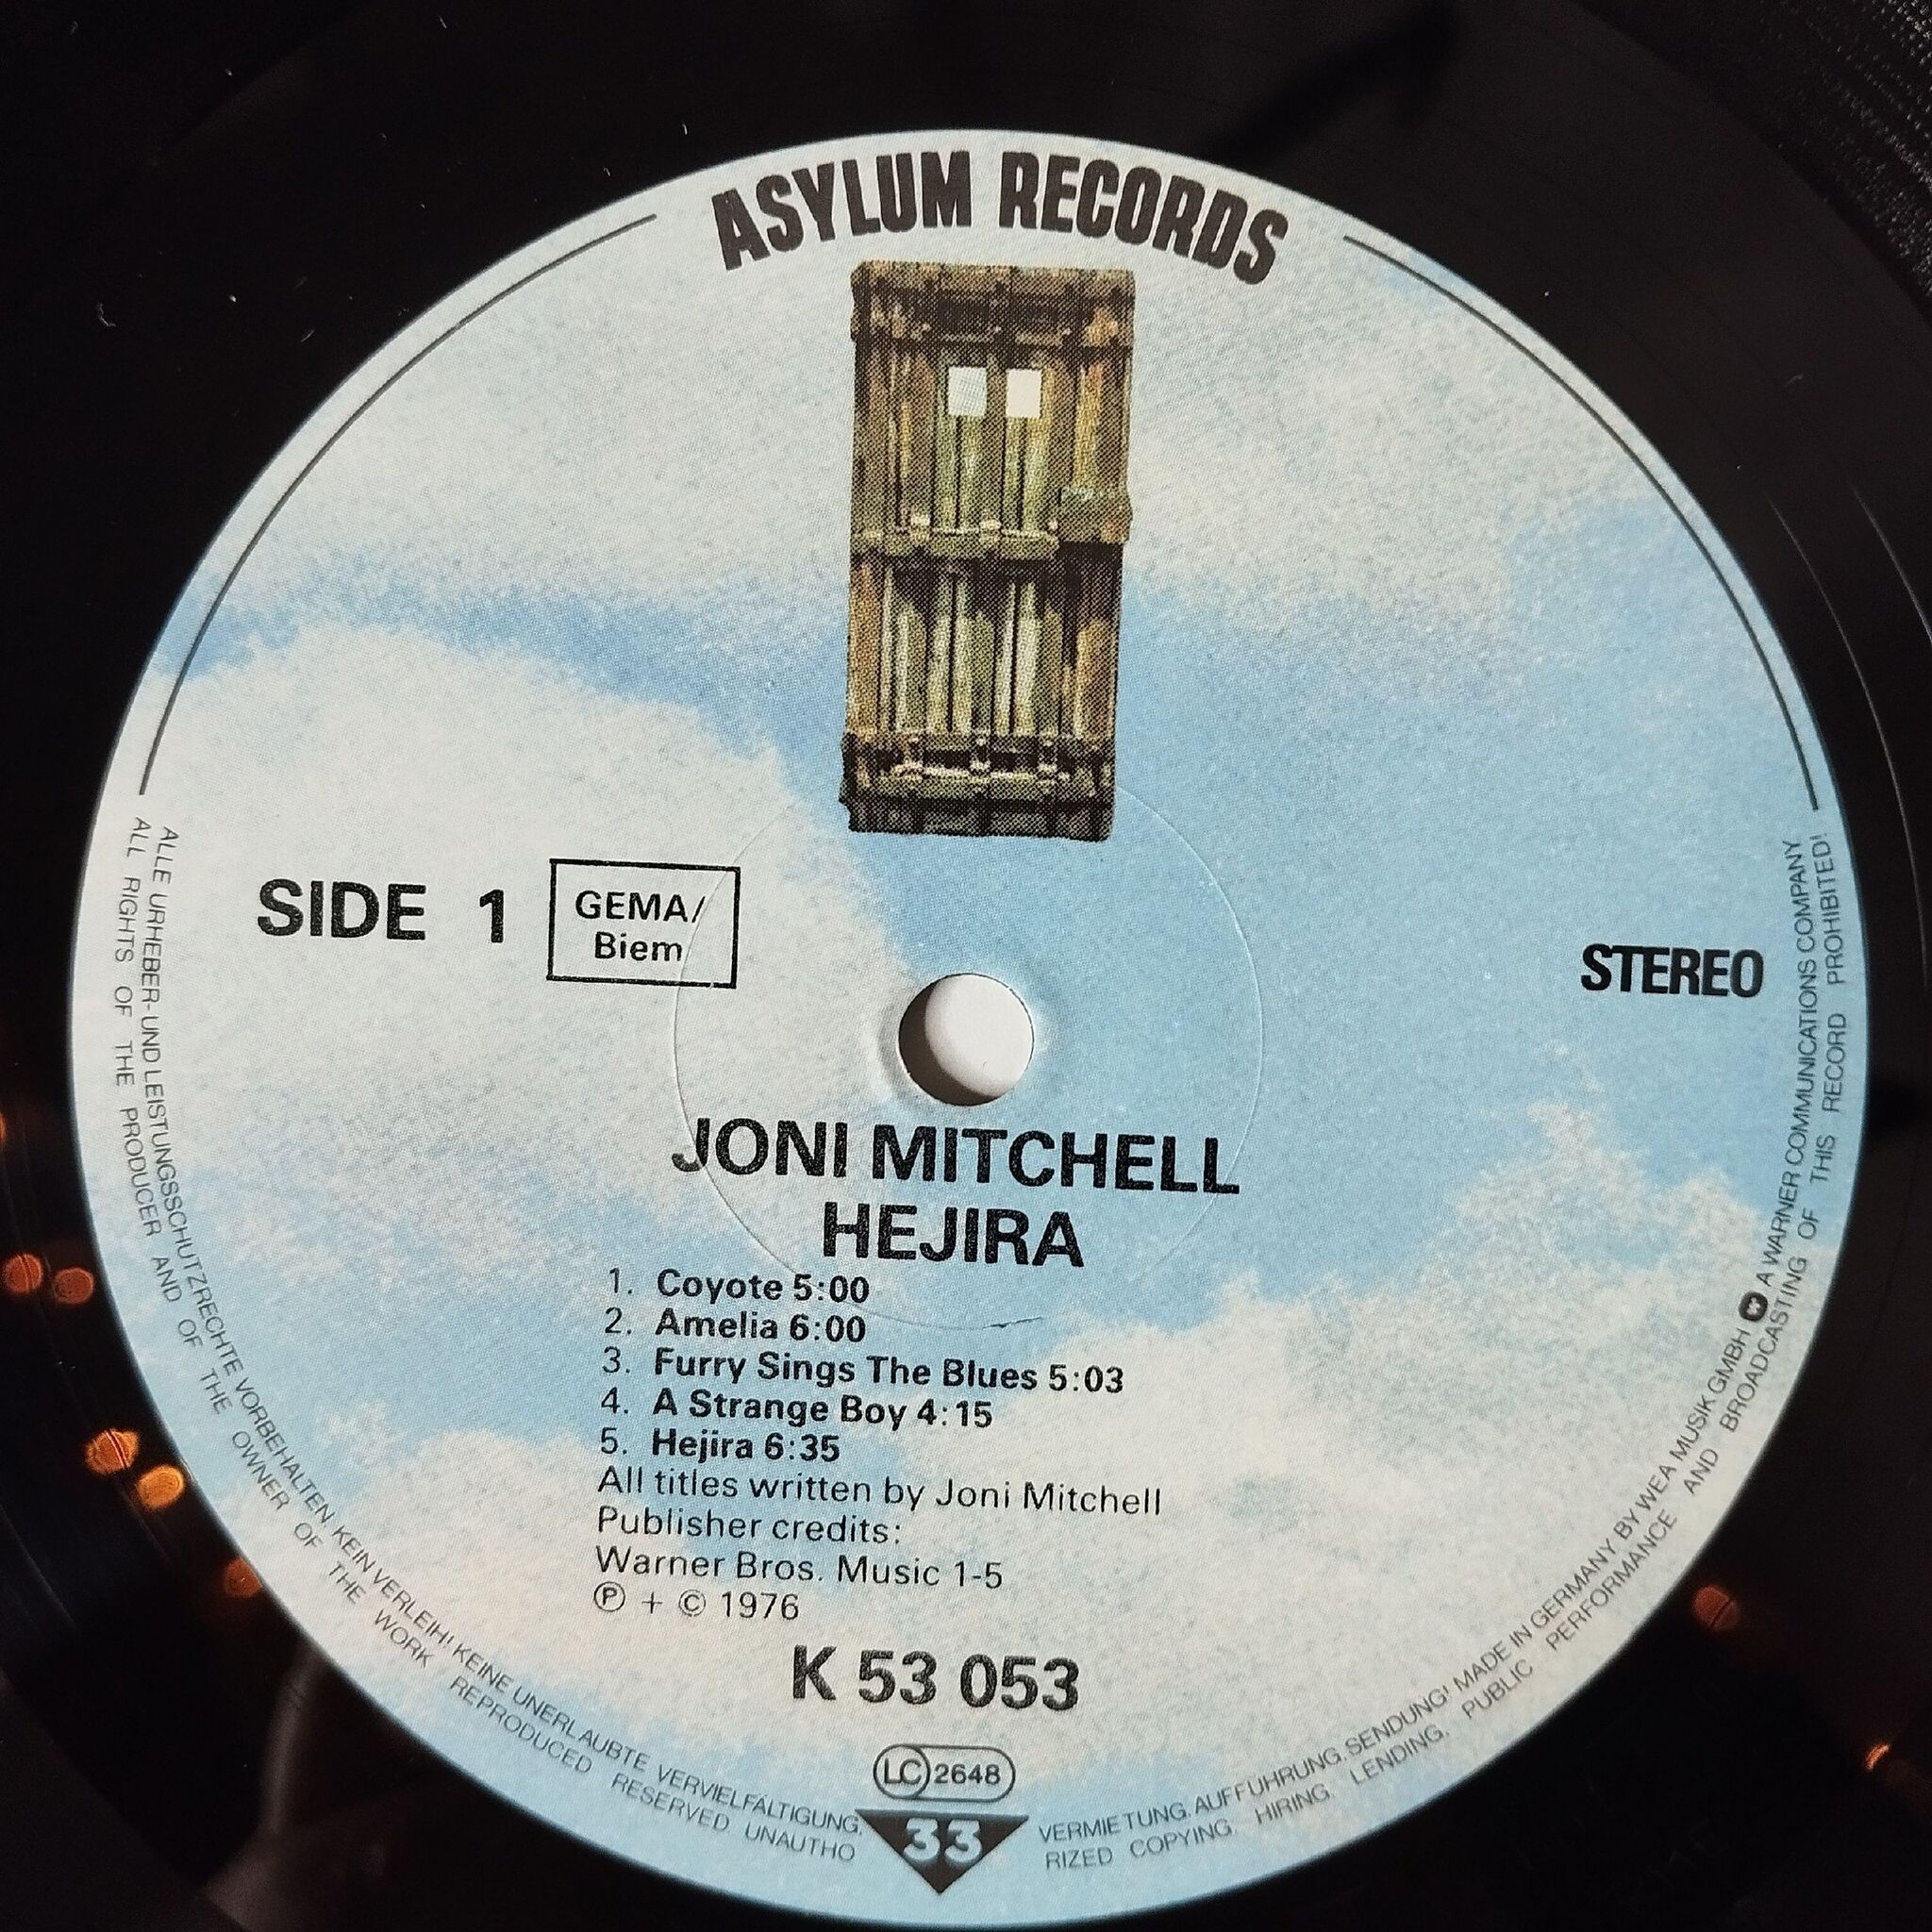 ASYLUM RECORDS
SIDE 1
GEMA/
Biem
STEREO
JONI MITCHELL
HEJIRA
1. Coyote 5:00
2. Amelia 6:00
3. Furry Sings The Blues 5:03
4. A Strange Boy 4:15
5. Hejira 6:35
All titles written by Joni Mitchell
Publisher credits:
Warner Bros. Music 1-5
Ⓟ + © 1976
K 53 053
LC 2648
33
ALLE URHEBER- UND LEISTUNGSSCHUTZRECHTE VORBEHALTEN KEIN VERLEIH! KEINE UNERLAUBTE VERVIELFALTIGUNG. VERMIETUNG. AUFFUHRUNG. SENDUNG! MADE IN GERMANY BY WEA MUSIK GMBH A WARNER COMMUNICATIONS COMPANY
ALL RIGHTS OF THE PRODUCER AND OF THE OWNER OF THE WORK REPRODUCED RESERVED UNAUTHO RIZED COPYING. HIRING. LENDING. PUBLIC PERFORMANCE AND BROADCASTING OF THIS RECORD PROHIBITED!